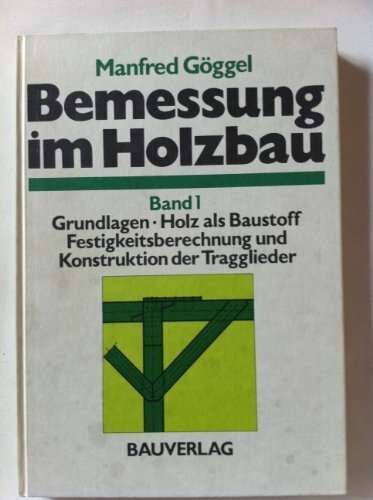 Manfred Göggel
Bemessung
im Holzbau
Band 1
Grundlagen · Holz als Baustoff
Festigkeitsberechnung und
Konstruktion der Tragglieder
BAUVERLAG